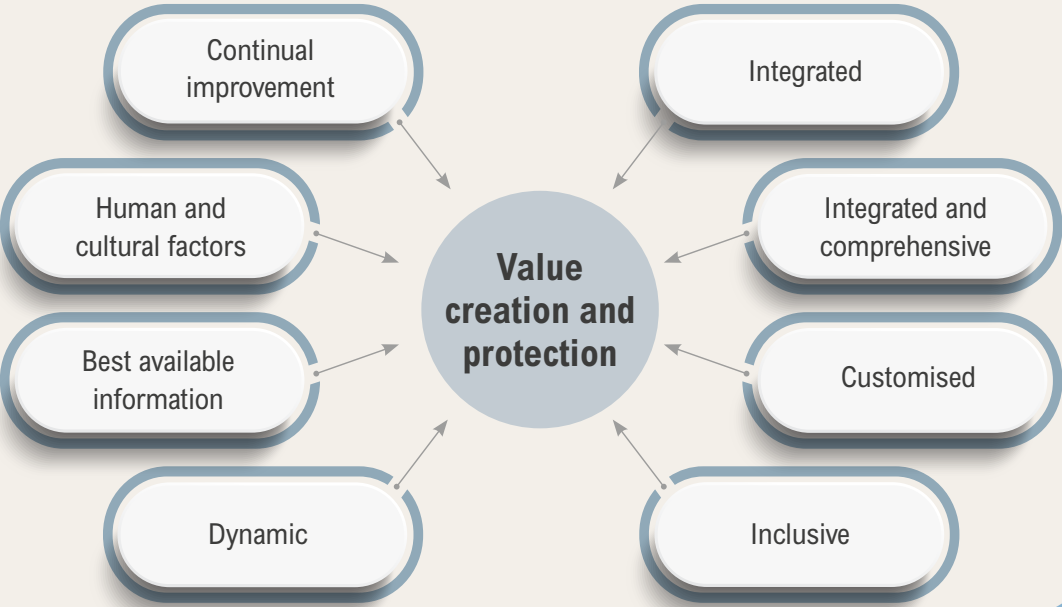 Continual
improvement
Integrated
Human and
cultural factors
Integrated and
comprehensive
Value
creation and
protection
Best available
information
Customised
Dynamic
Inclusive